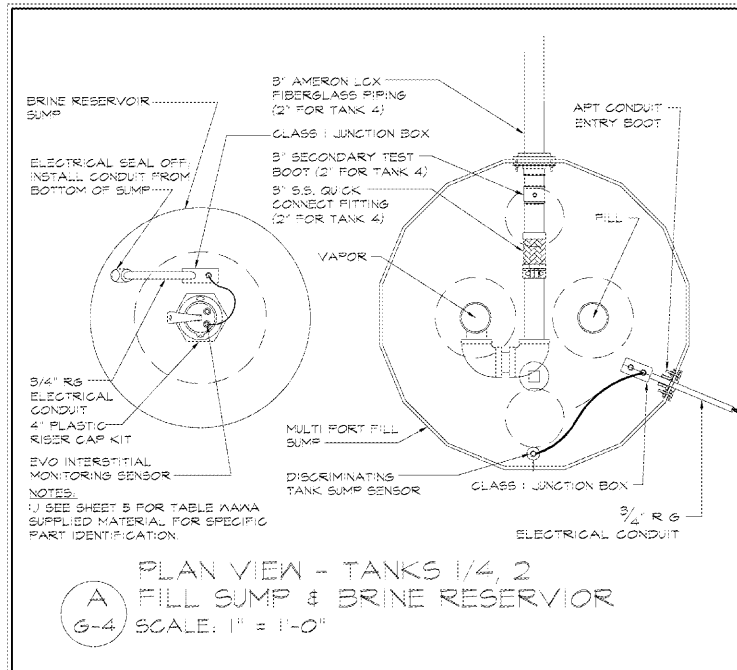 BRINE RESERVOIR
SUMP
ELECTRICAL SEAL OFF,
INSTALL CONDUIT FROM
BOTTOM OF SUMP
3" AMERON LCX
FIBERGLASS PIPING
(2" FOR TANK 4)
CLASS 1 JUNCTION BOX
3" SECONDARY TEST
BOOT (2" FOR TANK 4)
3" S.S. QUICK
CONNECT FITTING
(2" FOR TANK 4)
APT CONDUIT
ENTRY BOOT
FILL
VAPOR
3/4" RG
ELECTRICAL
CONDUIT
4" PLASTIC
RISER CAP KIT
EVO INTERSTITIAL
MONITORING SENSOR
MULTI PORT FILL
SUMP
DISCRIMINATING
TANK SUMP SENSOR
CLASS 1 JUNCTION BOX
3/4" R G
ELECTRICAL CONDUIT
NOTES:
1.) SEE SHEET 5 FOR TABLE WAWA
SUPPLIED MATERIAL FOR SPECIFIC
PART IDENTIFICATION.
PLAN VIEW - TANKS 1/4, 2
FILL SUMP & BRINE RESERVIOR
SCALE: 1" = 1'-0"
A
G-4